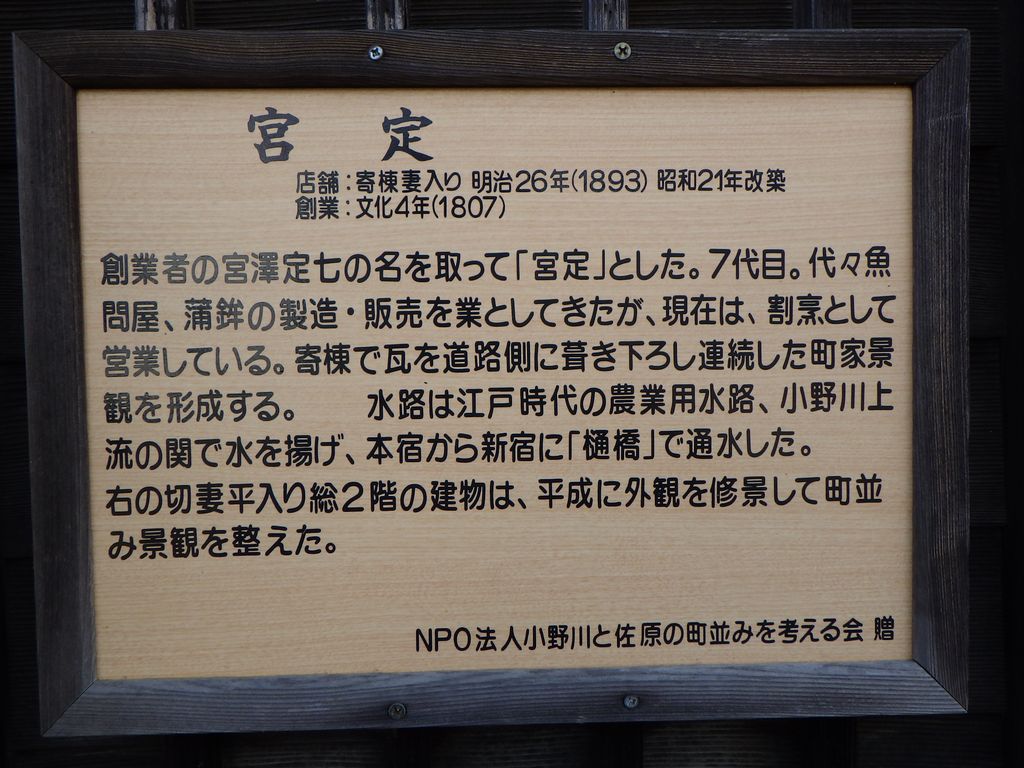 宮 定
店舗：寄棟妻入り 明治26年(1893) 昭和21年改築
創業：文化4年(1807)
創業者の宮澤定七の名を取って「宮定」とした。7代目。代々魚
問屋、蒲鉾の製造・販売を業としてきたが、現在は、割烹として
営業している。寄棟で瓦を道路側に葺き下ろし連続した町家景
観を形成する。　　水路は江戸時代の農業用水路、小野川上
流の関で水を揚げ、本宿から新宿に「樋橋」で通水した。
右の切妻平入り総2階の建物は、平成に外観を修景して町並
み景観を整えた。
NPO法人小野川と佐原の町並みを考える会 贈